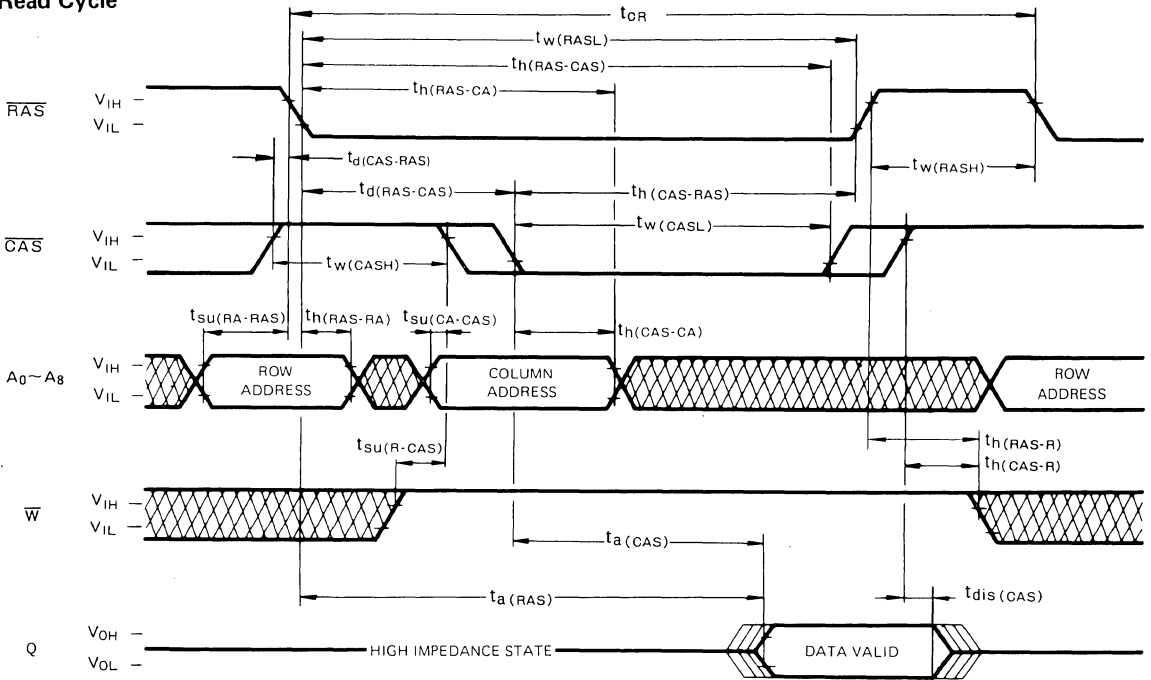 Read Cycle
tCR
tw(RASL)
th(RAS-CAS)
th(RAS-CA)
RAS
VIH
VIL
td(CAS-RAS)
tw(RASH)
td(RAS-CAS)
th(CAS-RAS)
CAS
VIH
VIL
tw(CASL)
tw(CASH)
tsu(RA-RAS)
th(RAS-RA)
tsu(CA-CAS)
th(CAS-CA)
A0~A8
VIH
VIL
ROW ADDRESS
COLUMN ADDRESS
ROW ADDRESS
tsu(R-CAS)
th(RAS-R)
th(CAS-R)
W
VIH
VIL
ta(CAS)
ta(RAS)
tdis(CAS)
Q
VOH
VOL
HIGH IMPEDANCE STATE
DATA VALID